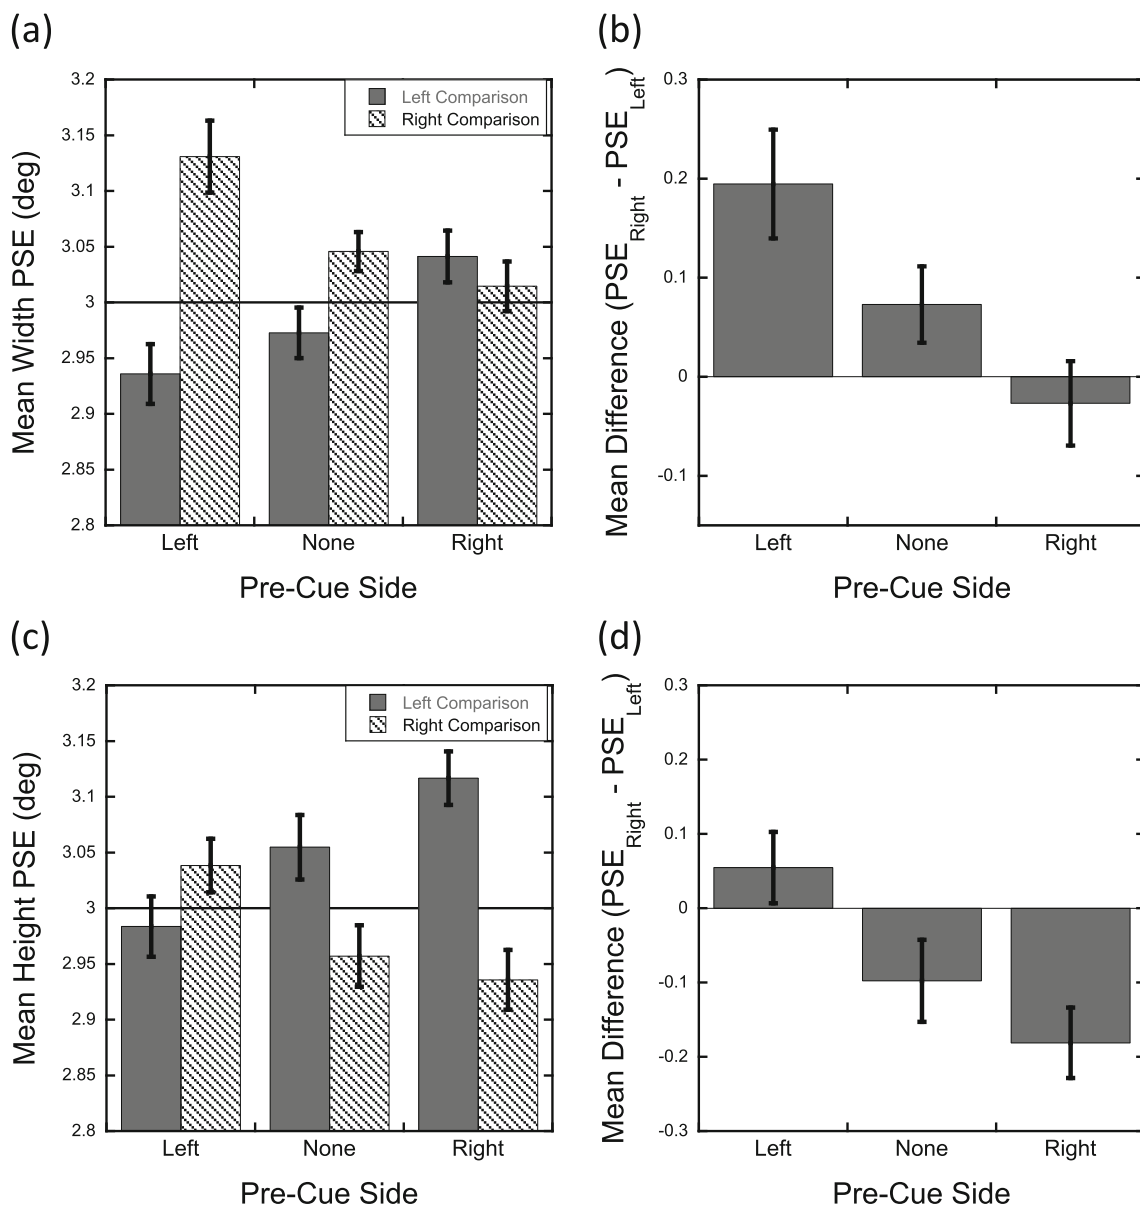 (a)
Mean Width PSE (deg)
3.2
3.15
3.1
3.05
3
2.95
2.9
2.85
2.8
Left Comparison
Right Comparison
Left None Right
Pre-Cue Side
(b)
Mean Difference (PSE_Right - PSE_Left)
0.3
0.2
0.1
0
-0.1
Left None Right
Pre-Cue Side
(c)
Mean Height PSE (deg)
3.2
3.15
3.1
3.05
3
2.95
2.9
2.85
2.8
Left Comparison
Right Comparison
Left None Right
Pre-Cue Side
(d)
Mean Difference (PSE_Right - PSE_Left)
0.3
0.2
0.1
0
-0.1
-0.2
-0.3
Left None Right
Pre-Cue Side